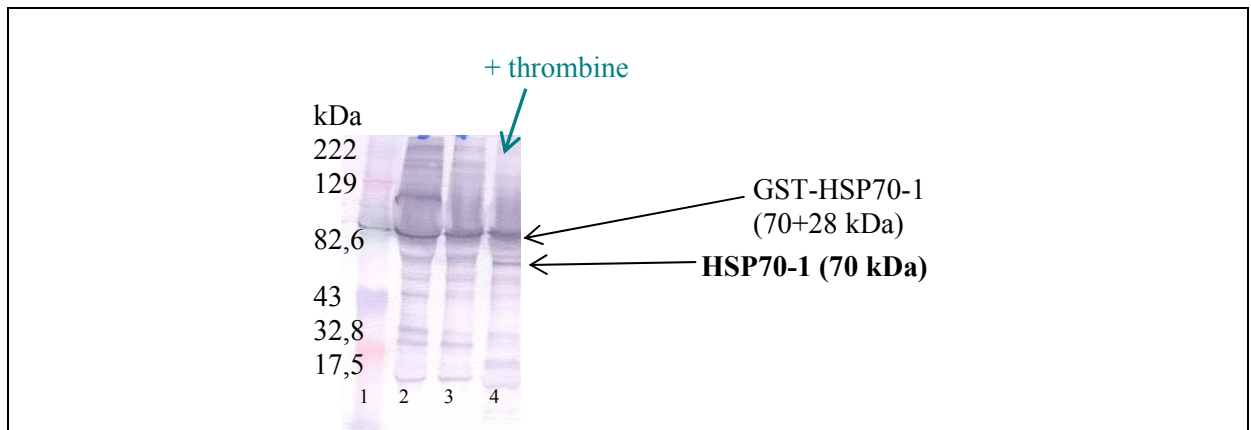 + thrombine
kDa
222
129
82,6
43
32,8
17,5
GST-HSP70-1
(70+28 kDa)
HSP70-1 (70 kDa)
1 2 3 4